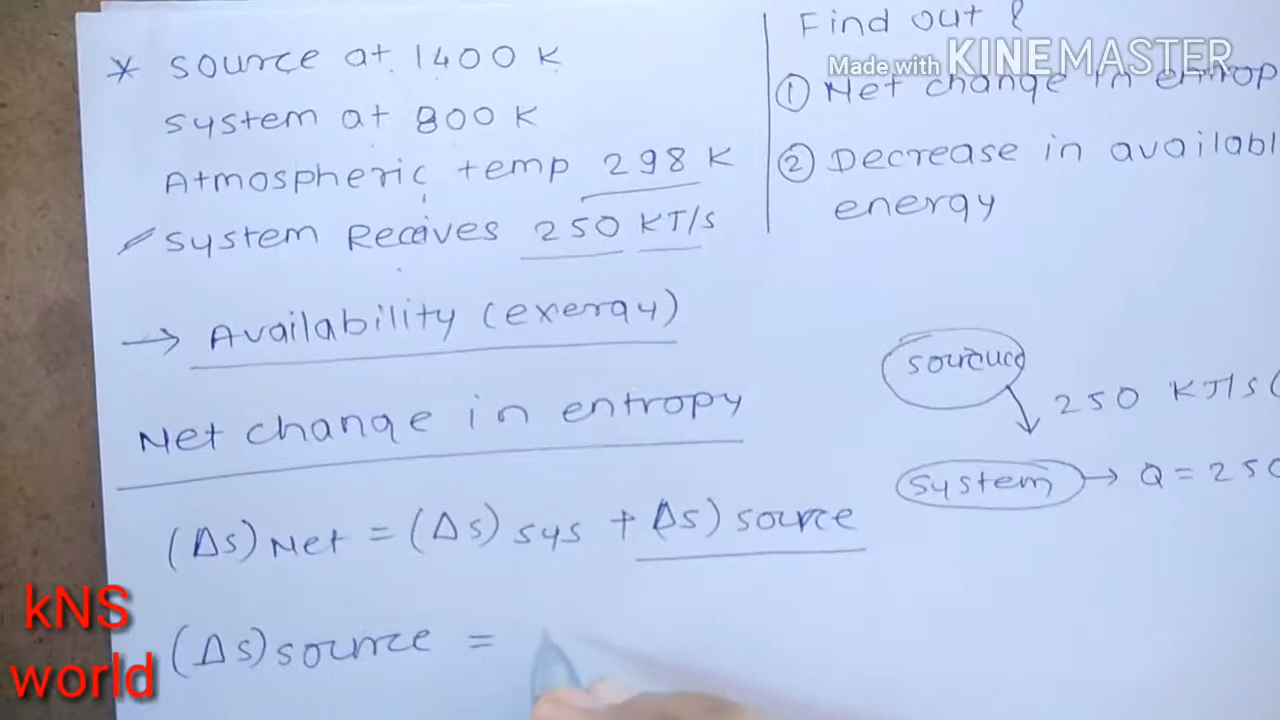 * source at 1400 K
system at 800 K
Atmospheric temp 298 K
system Receives 250 KJ/s
→ Availability (exergy)
Net change in entropy
(Δs) Net = (Δs) sys + Δs) source
(Δs) source =
Find out
Made with KINEMASTER
① Net change in entrop
② Decrease in availabl
energy
source
250 KJ/s (
system → Q = 250
kNS
world